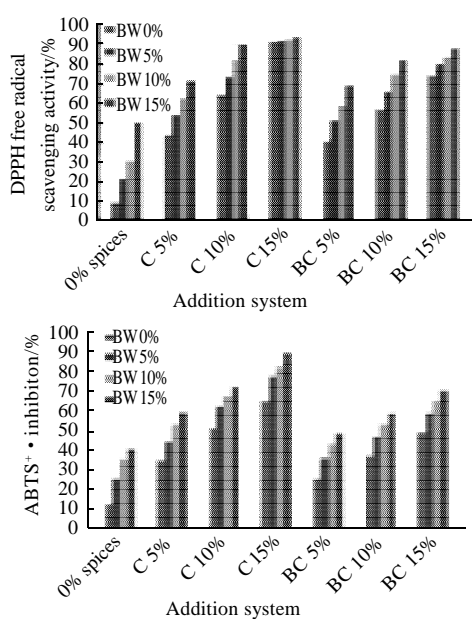 DPPH free radical
scavenging activity/%
100
90
80
70
60
50
40
30
20
10
0
BW0%
BW5%
BW10%
BW15%
0% spices
C 5%
C 10%
C 15%
BC 5%
BC 10%
BC 15%
Addition system
ABTS⁺ • inhibiton/%
100
90
80
70
60
50
40
30
20
10
0
BW0%
BW5%
BW10%
BW15%
0% spices
C 5%
C 10%
C 15%
BC 5%
BC 10%
BC 15%
Addition system